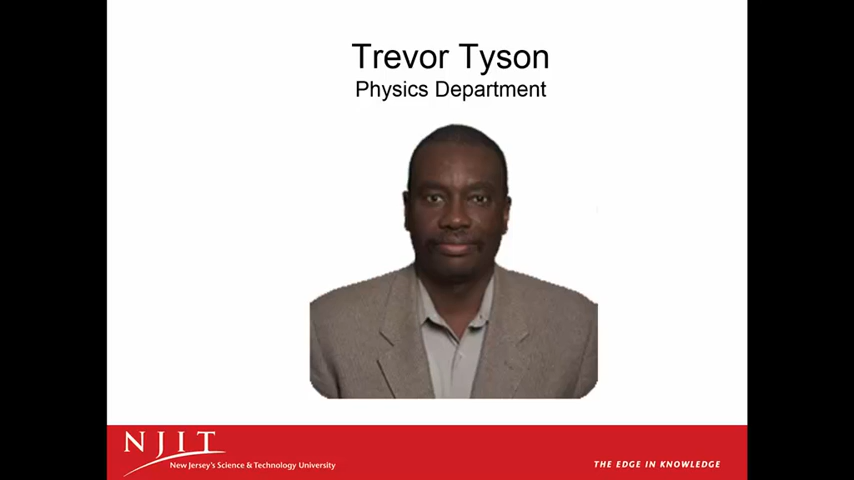 Trevor Tyson
Physics Department
NJIT
New Jersey's Science & Technology University
THE EDGE IN KNOWLEDGE